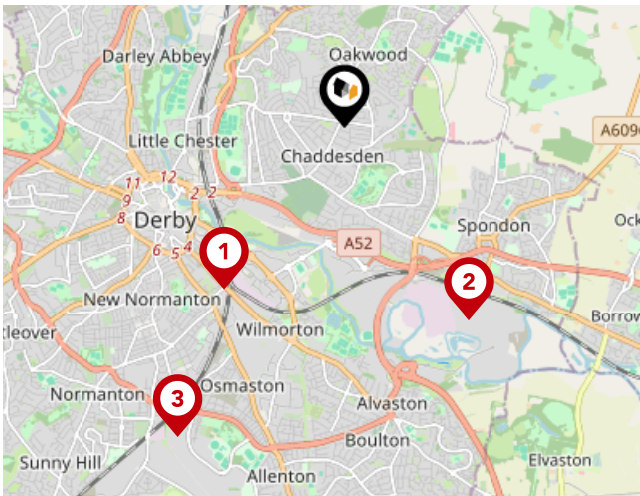 Darley Abbey
Oakwood
Little Chester
A609
Chaddesden
11
12
2
2
9
8
Derby
Spondon
Ock
6
5
4
1
A52
2
New Normanton
Wilmorton
Borrow
tleover
3
Osmaston
Normanton
Alvaston
Boulton
Sunny Hill
Elvaston
Allenton